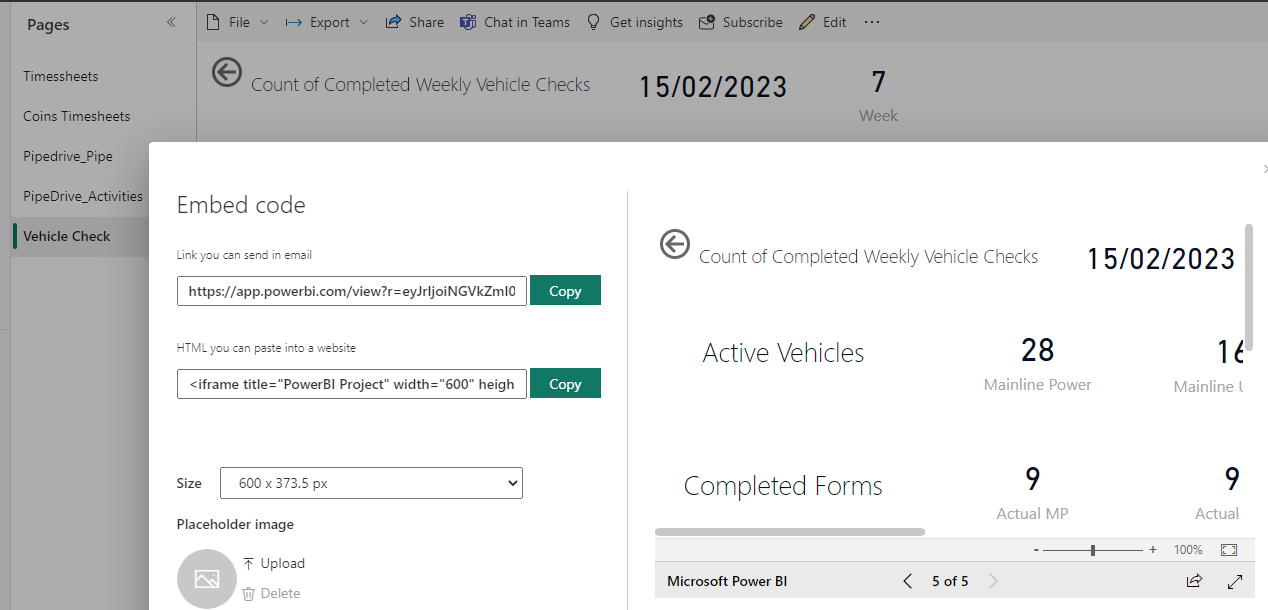 Pages
File
Export
Share
Chat in Teams
Get insights
Subscribe
Edit
Timessheets
Coins Timesheets
Pipedrive_Pipe
PipeDrive_Activities
Vehicle Check
Count of Completed Weekly Vehicle Checks
15/02/2023
7
Week
Embed code
Link you can send in email
https://app.powerbi.com/view?r=eyJrIjoiNGVkZmI0
Copy
HTML you can paste into a website
<iframe title="PowerBI Project" width="600" heigh
Copy
Size
600 x 373.5 px
Placeholder image
Upload
Delete
Count of Completed Weekly Vehicle Checks
15/02/2023
Active Vehicles
28
Mainline Power
16
Mainline U
Completed Forms
9
Actual MP
9
Actual
- + 100%
Microsoft Power BI
5 of 5